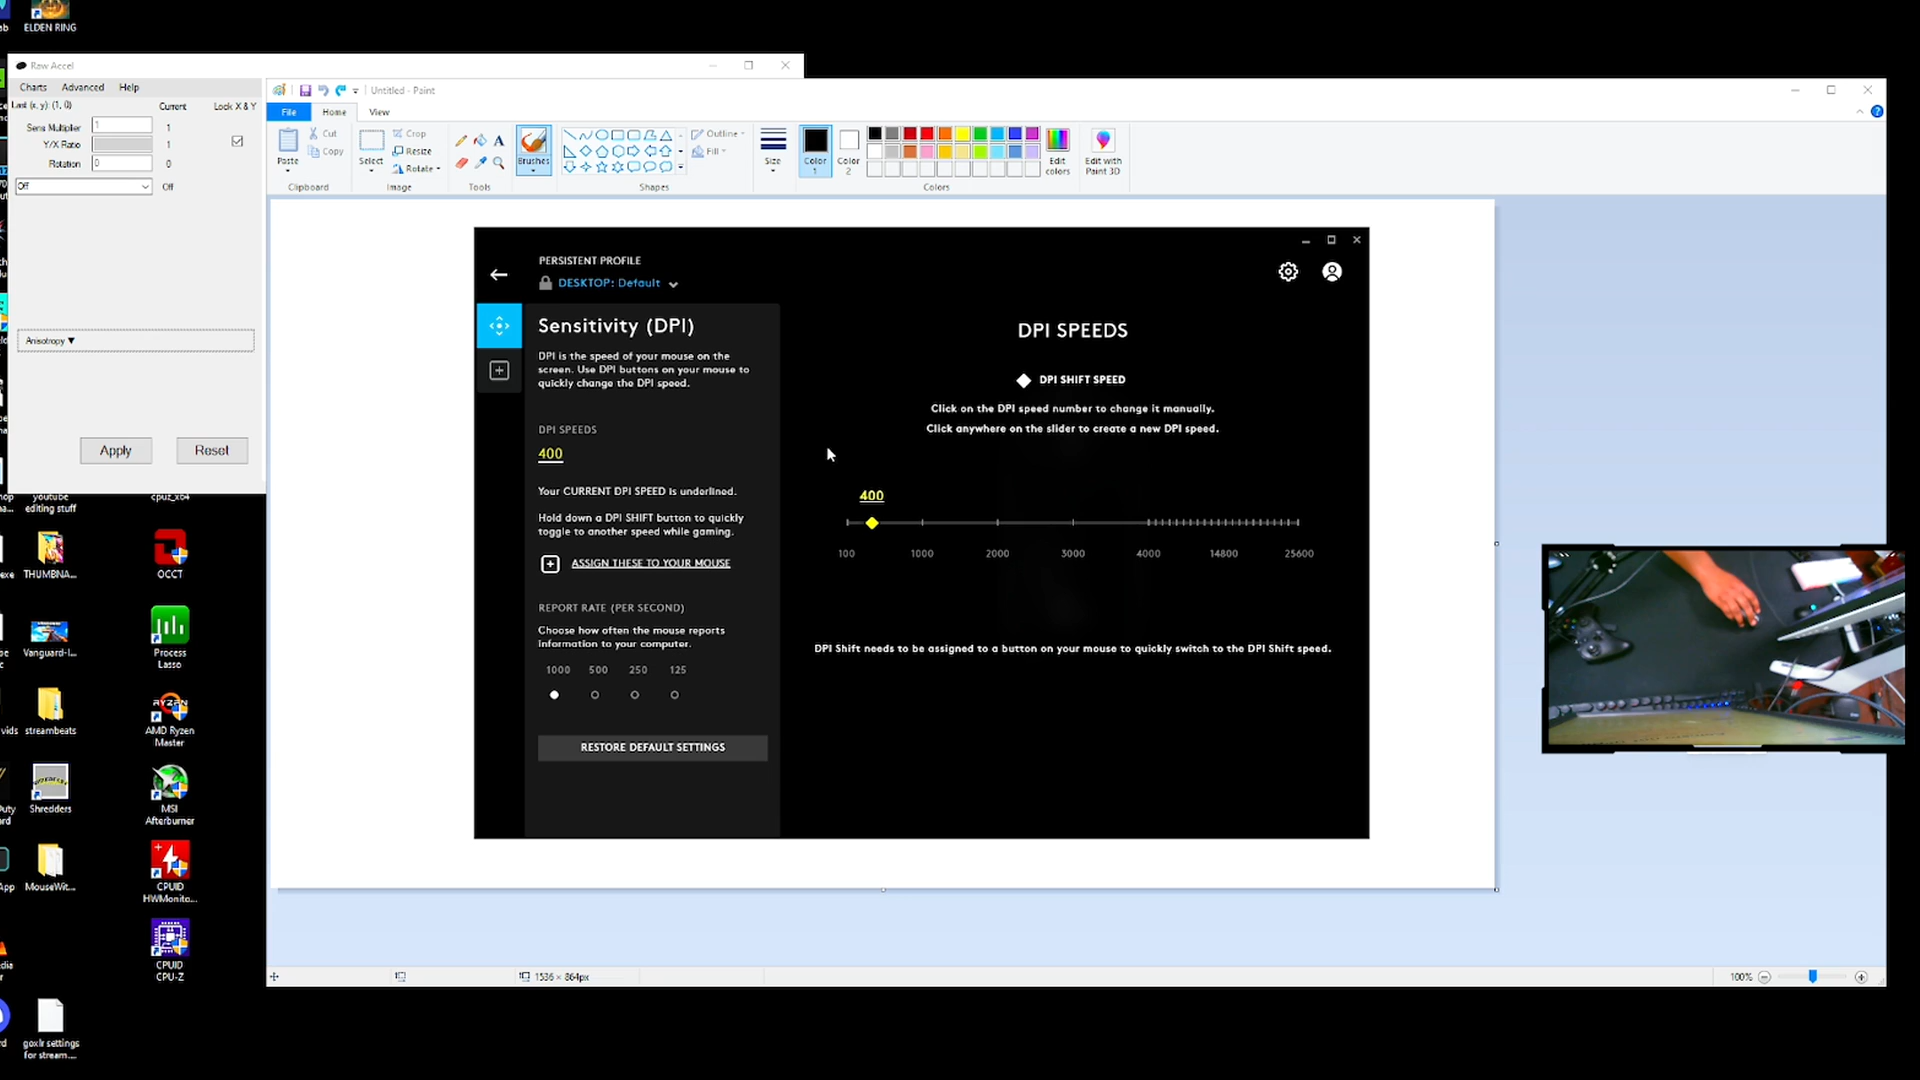 ELDEN RING
Raw Accel
Charts Advanced Help
Last (x, y): (1, 0)
Current
Lock X & Y
Sens Multiplier 1 1
Y/X Ratio 1
Rotation 0 0
Off Off
Anisotropy ▼
Apply Reset
Untitled - Paint
File Home View
Paste
Cut
Copy
Clipboard
Select
Crop
Resize
Rotate
Image
Tools
Brushes
Shapes
Outline
Fill
Size
Color 1
Color 2
Colors
Edit colors
Edit with Paint 3D
PERSISTENT PROFILE
DESKTOP: Default
Sensitivity (DPI)
DPI is the speed of your mouse on the
screen. Use DPI buttons on your mouse to
quickly change the DPI speed.
DPI SPEEDS
400
Your CURRENT DPI SPEED is underlined.
Hold down a DPI SHIFT button to quickly
toggle to another speed while gaming.
ASSIGN THESE TO YOUR MOUSE
REPORT RATE (PER SECOND)
Choose how often the mouse reports
information to your computer.
1000 500 250 125
RESTORE DEFAULT SETTINGS
DPI SPEEDS
DPI SHIFT SPEED
Click on the DPI speed number to change it manually.
Click anywhere on the slider to create a new DPI speed.
400
100 1000 2000 3000 4000 14800 25600
DPI Shift needs to be assigned to a button on your mouse to quickly switch to the DPI Shift speed.
1536 × 864px
100%
youtube
editing stuff
cpuz_x64
THUMBNA...
OCCT
Vanguard-I...
Process
Lasso
vids
streambeats
AMD Ryzen
Master
Shredders
MSI
Afterburner
App
MouseWit...
CPUID
HWMonito...
CPUID
CPU-Z
goxlr settings
for stream....